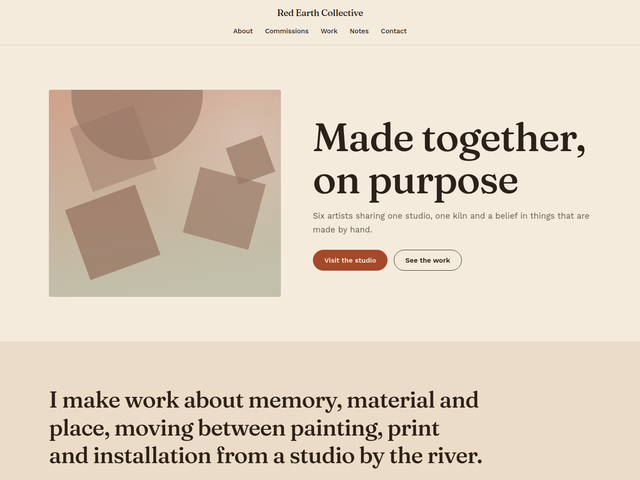 Red Earth Collective
About Commissions Work Notes Contact
Made together,
on purpose
Six artists sharing one studio, one kiln and a belief in things that are
made by hand.
Visit the studio See the work
I make work about memory, material and
place, moving between painting, print
and installation from a studio by the river.